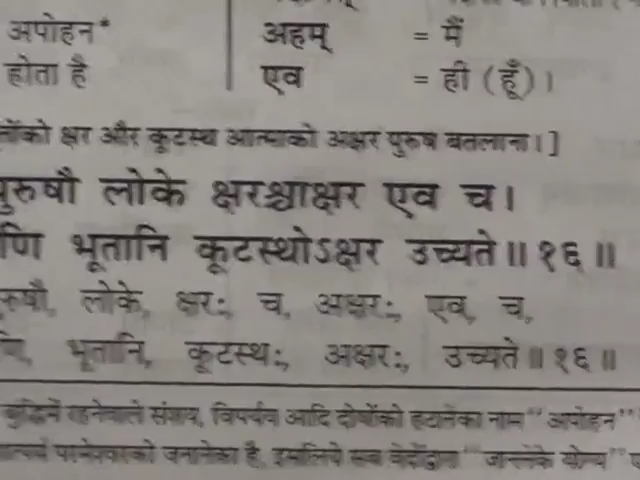 अपोहन* अहम् = मैं
होता है एव = ही (हूँ)।
क्षर और कूटस्थ आत्माको अक्षर पुरुष बतलाना।]
पुरुषौ लोके क्षरश्चाक्षर एव च।
णि भूतानि कूटस्थोऽक्षर उच्यते॥१६॥
रुषौ, लोके, क्षरः, च, अक्षरः, एव, च,
णि, भूतानि, कूटस्थः, अक्षरः, उच्यते॥१६॥
बुद्धिमें रहनेवाले संशय, विपर्यय आदि दोषोंको हटानेका नाम "अपोहन"
जनानेका है, इसलिये सब वेदोंद्वारा "जाननेके योग्य"